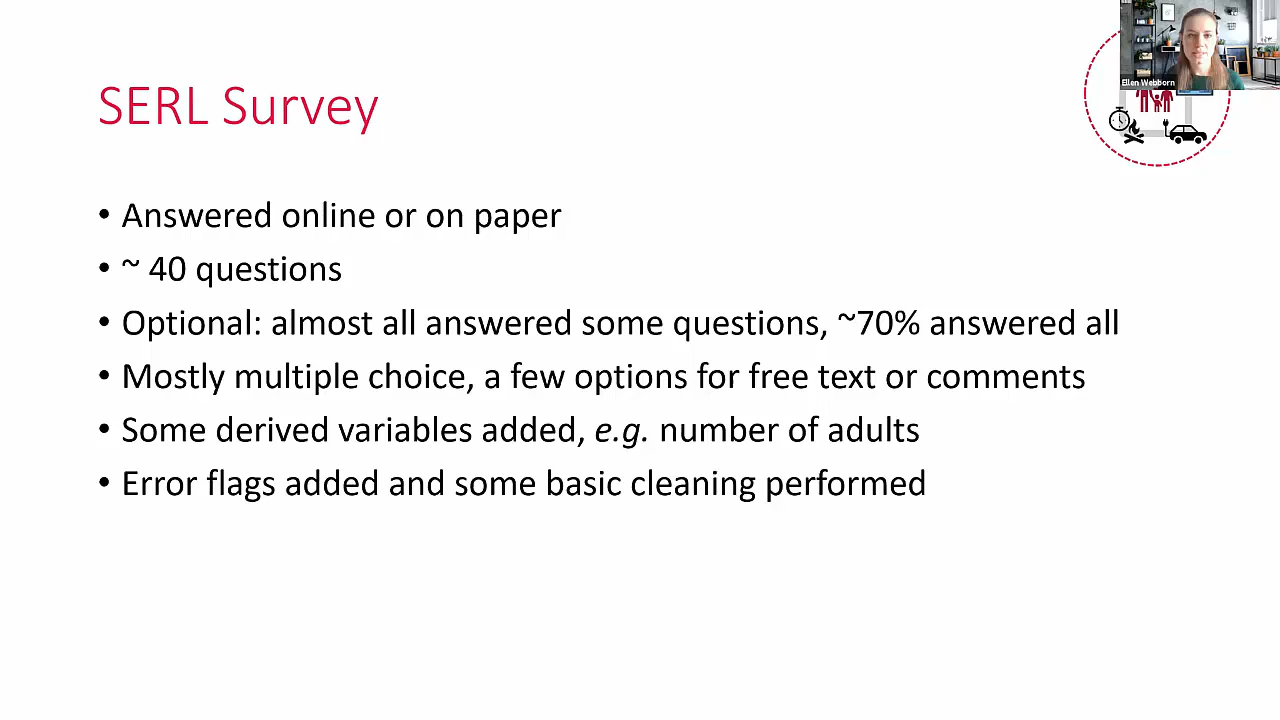 Ellen Webborn
SERL Survey
• Answered online or on paper
• ~ 40 questions
• Optional: almost all answered some questions, ~70% answered all
• Mostly multiple choice, a few options for free text or comments
• Some derived variables added, e.g. number of adults
• Error flags added and some basic cleaning performed